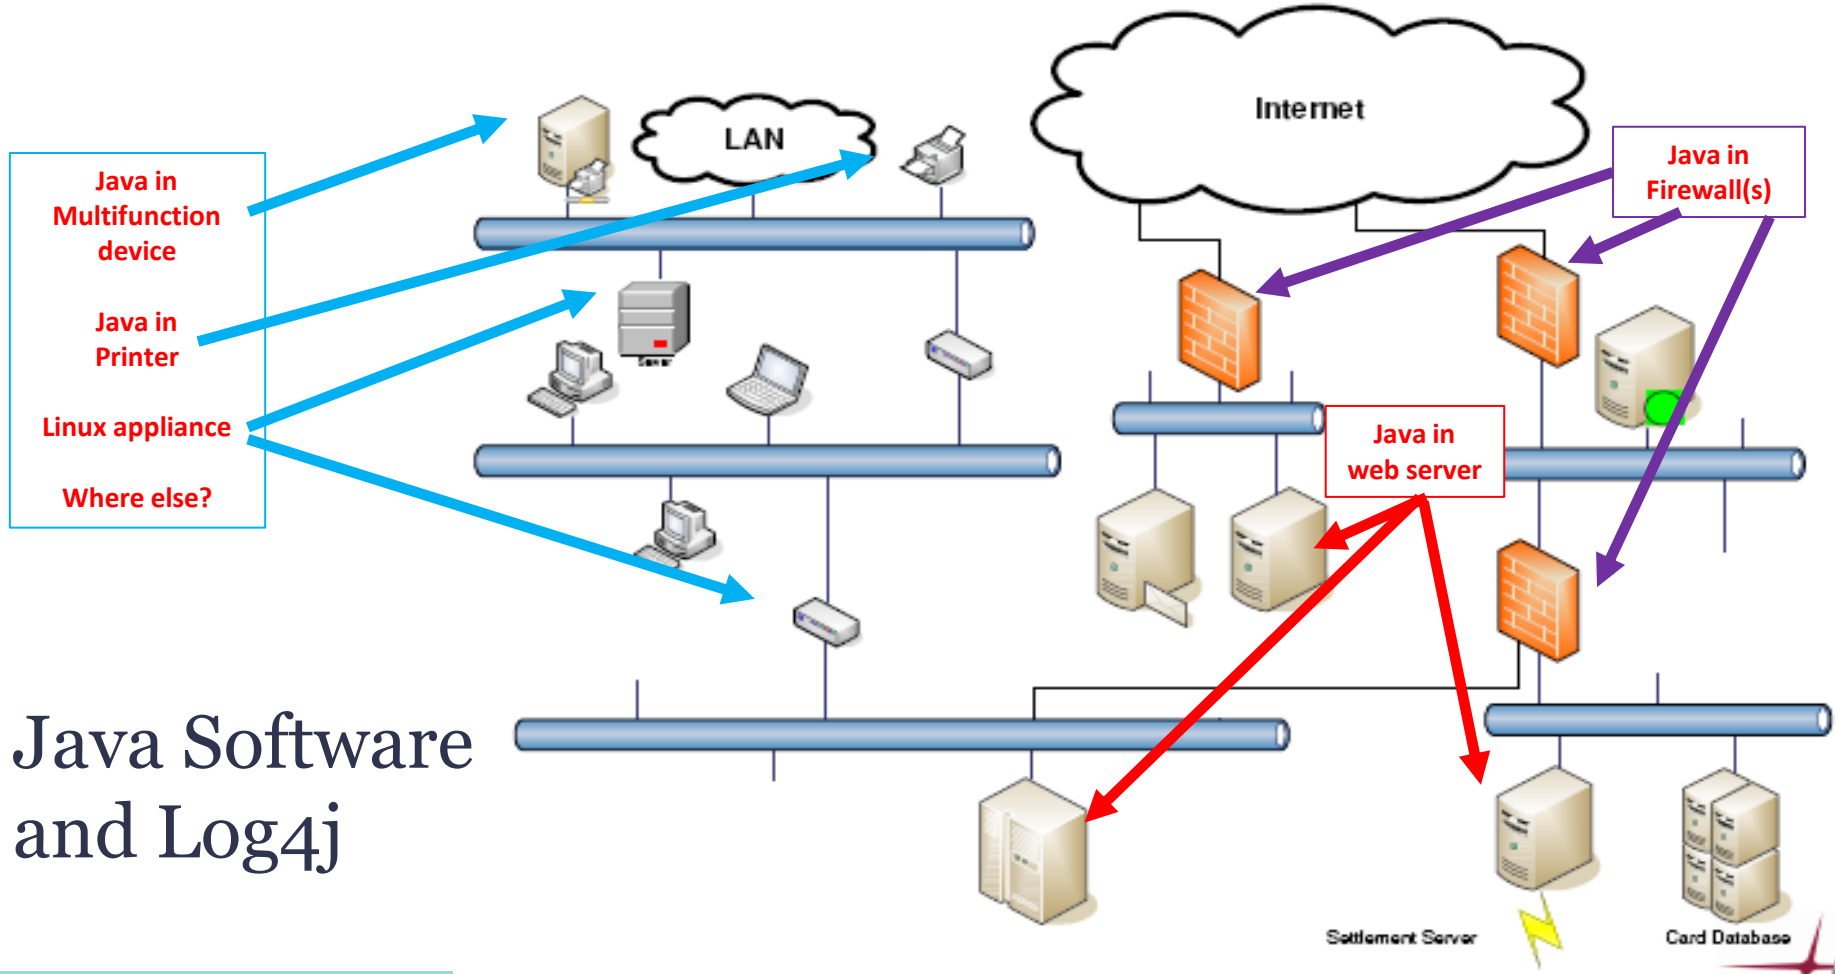 Internet
LAN
Java in
Firewall(s)
Java in
Multifunction
device
Java in
Printer
Linux appliance
Where else?
Server
Java in
web server
Java Software
and Log4j
Settlement Server
Card Database